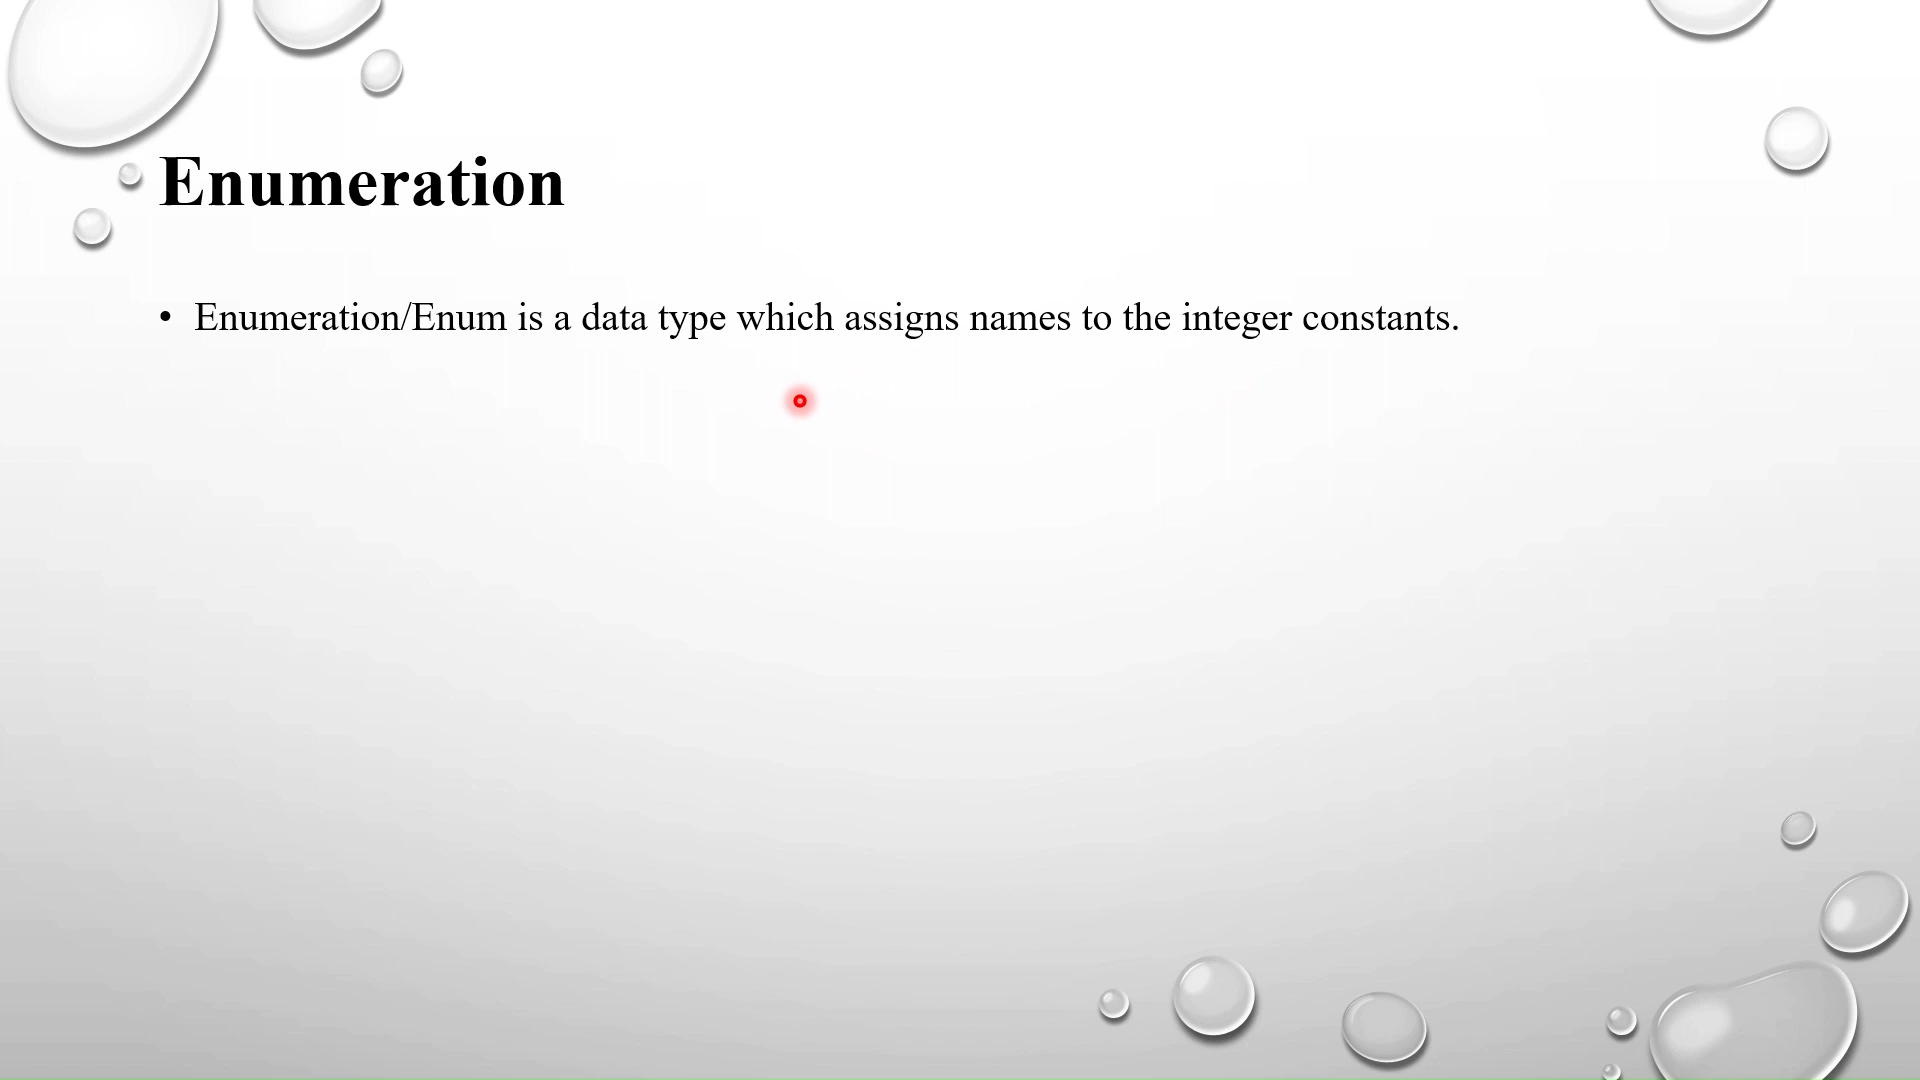 Enumeration
• Enumeration/Enum is a data type which assigns names to the integer constants.